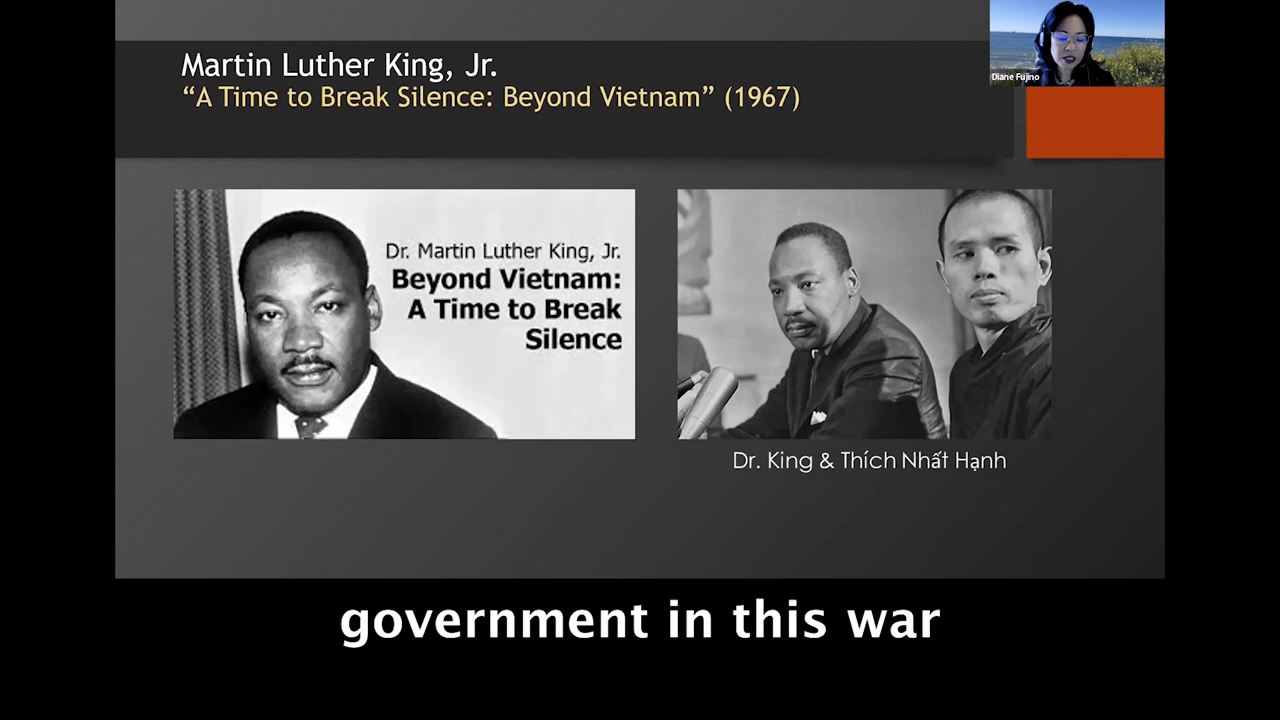 Martin Luther King, Jr.
“A Time to Break Silence: Beyond Vietnam” (1967)
Diane Fujino
Dr. Martin Luther King, Jr.
Beyond Vietnam:
A Time to Break
Silence
Dr. King & Thích Nhất Hạnh
government in this war